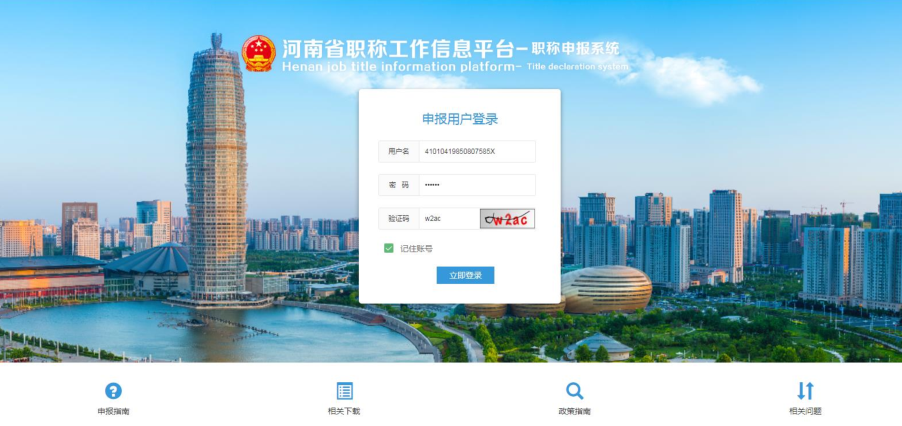 河南省职称工作信息平台-职称申报系统
Henan job title information platform- Title declaration system
申报用户登录
用户名 41010419850807585X
密 码 ••••••
验证码 w2ac w2ac
记住账号
立即登录
申报指南 相关下载 政策指南 相关问题